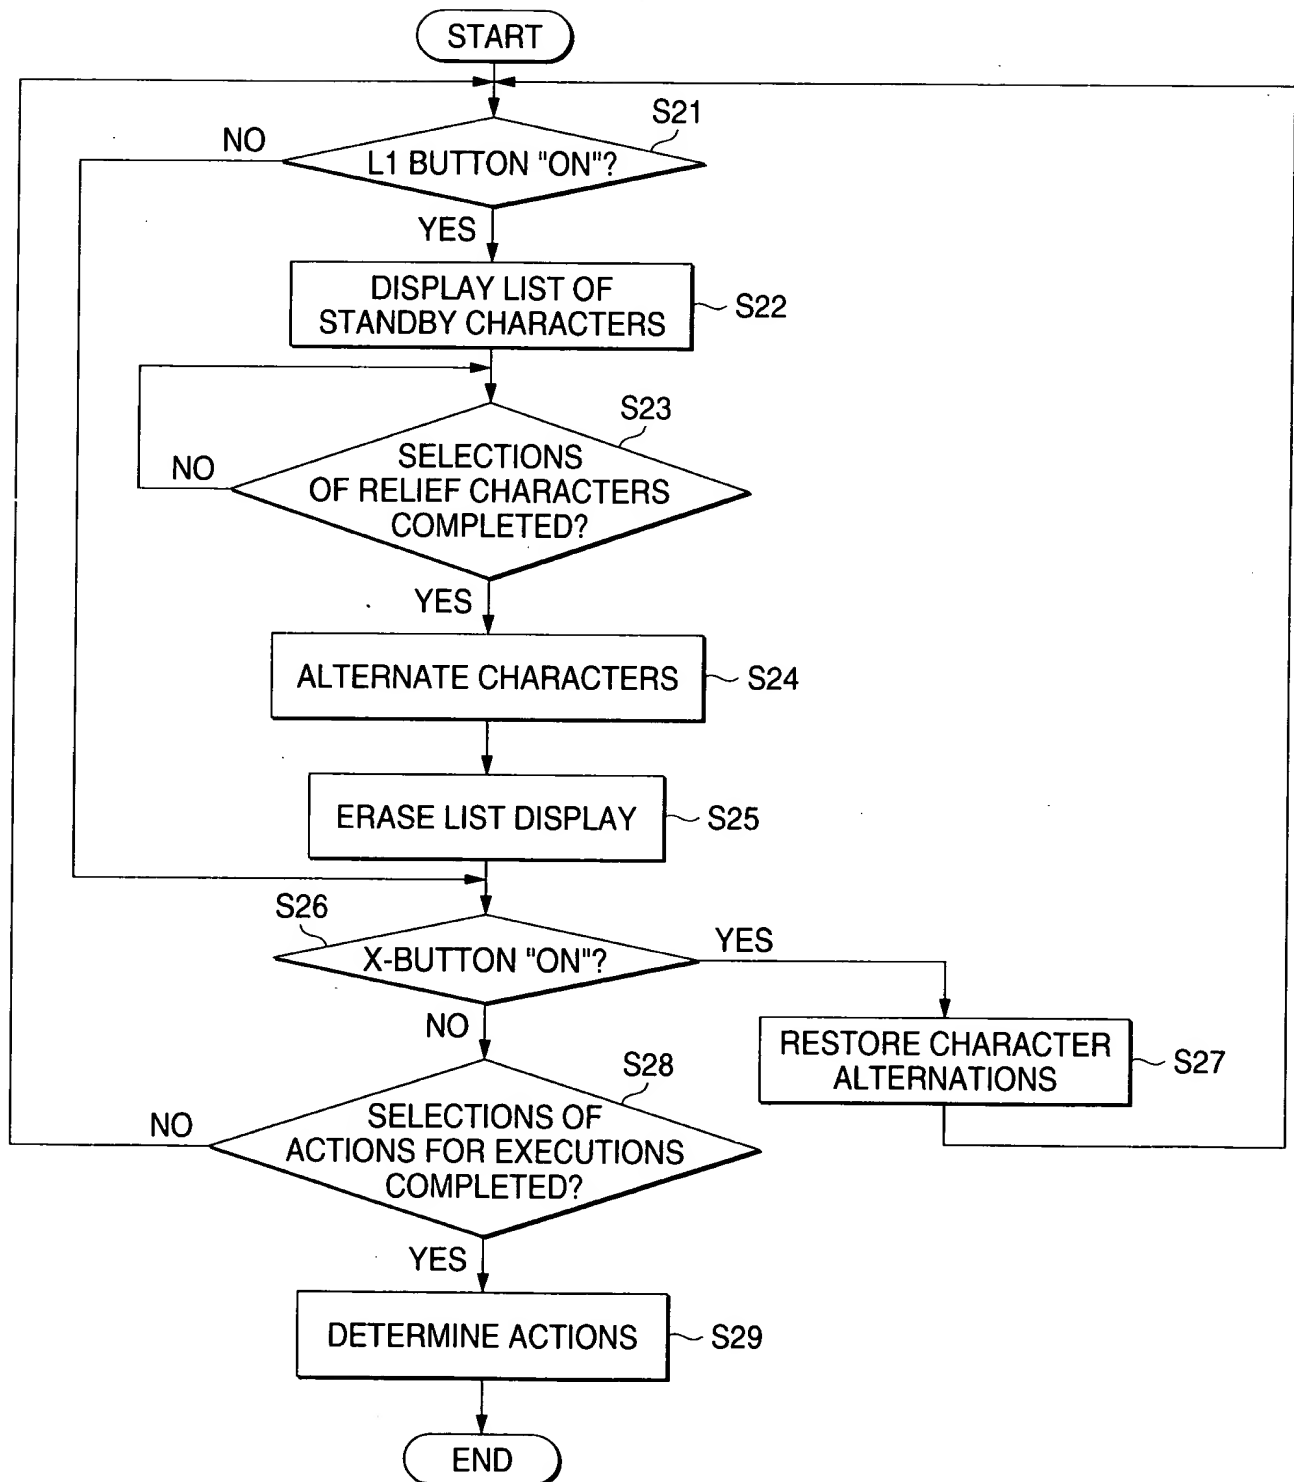 START
S21
NO
L1 BUTTON "ON"?
YES
DISPLAY LIST OF
STANDBY CHARACTERS
S22
S23
NO
SELECTIONS
OF RELIEF CHARACTERS
COMPLETED?
YES
ALTERNATE CHARACTERS
S24
ERASE LIST DISPLAY
S25
S26
X-BUTTON "ON"?
YES
NO
RESTORE CHARACTER
ALTERNATIONS
S27
S28
NO
SELECTIONS OF
ACTIONS FOR EXECUTIONS
COMPLETED?
YES
DETERMINE ACTIONS
S29
END